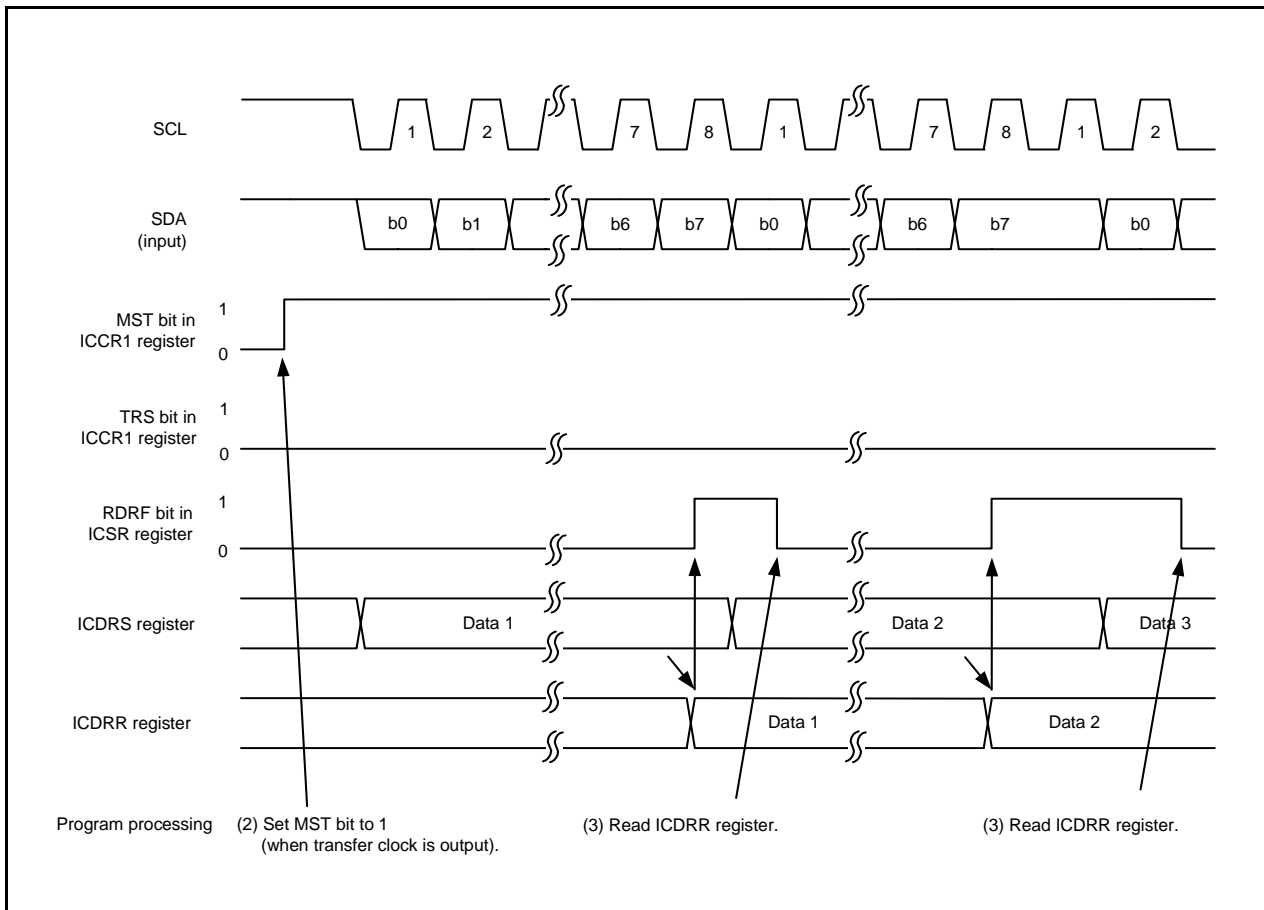 SCL
1 2 7 8 1 7 8 1 2
SDA
(input)
b0 b1 b6 b7 b0 b6 b7 b0
MST bit in
ICCR1 register
1
0
TRS bit in
ICCR1 register
1
0
RDRF bit in
ICSR register
1
0
ICDRS register
Data 1 Data 2 Data 3
ICDRR register
Data 1 Data 2
Program processing
(2) Set MST bit to 1
(when transfer clock is output).
(3) Read ICDRR register.
(3) Read ICDRR register.